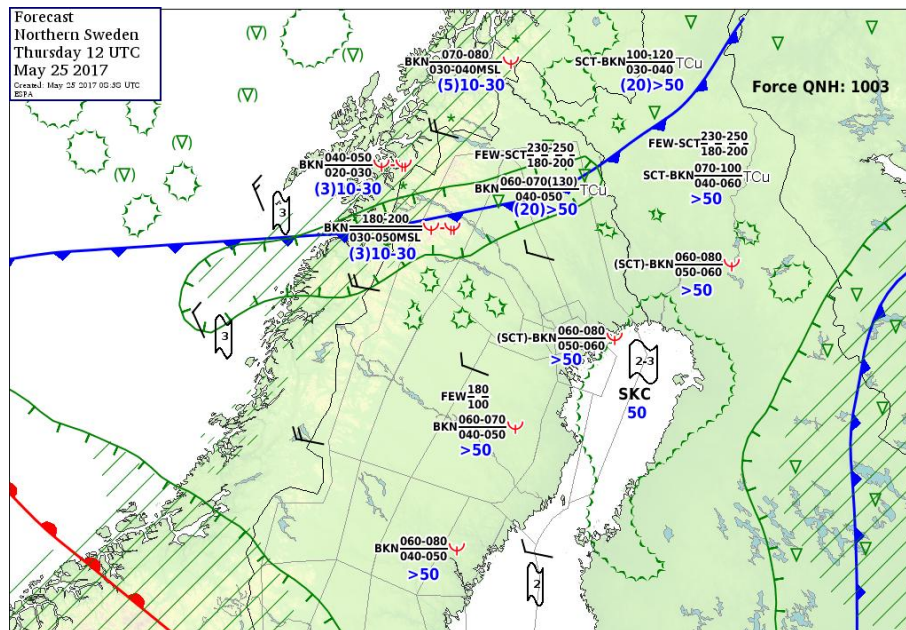 Forecast
Northern Sweden
Thursday 12 UTC
May 25 2017
Created: May 25 2017 08:38 UTC
ESPA
BKN 070-080
030-040MSL
(5)10-30
SCT-BKN 100-120 TCu
030-040
(20)>50
Force QNH: 1003
BKN 040-050
020-030
(3)10-30
FEW-SCT 230-250
180-200
BKN 060-070(130) TCu
040-050
(20)>50
FEW-SCT 230-250
180-200
SCT-BKN 070-100 TCu
040-060
>50
3
BKN 180-200
030-050MSL
(3)10-30
(SCT)-BKN 060-080
050-060
>50
3
(SCT)-BKN 060-080
050-060
>50
2-3
SKC
50
FEW 180
100
BKN 060-070
040-050
>50
BKN 060-080
040-050
>50
2